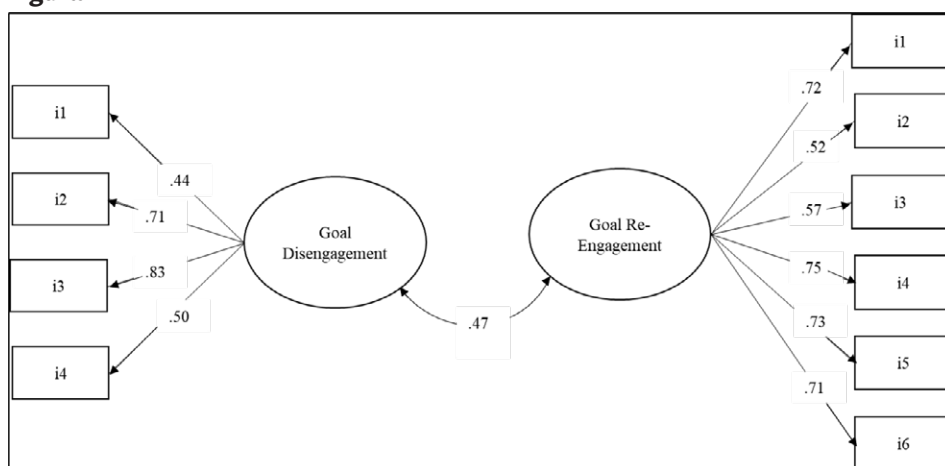 i1
i2
i3
i4
.44
.71
.83
.50
Goal
Disengagement
.47
Goal Re-
Engagement
.72
.52
.57
.75
.73
.71
i1
i2
i3
i4
i5
i6